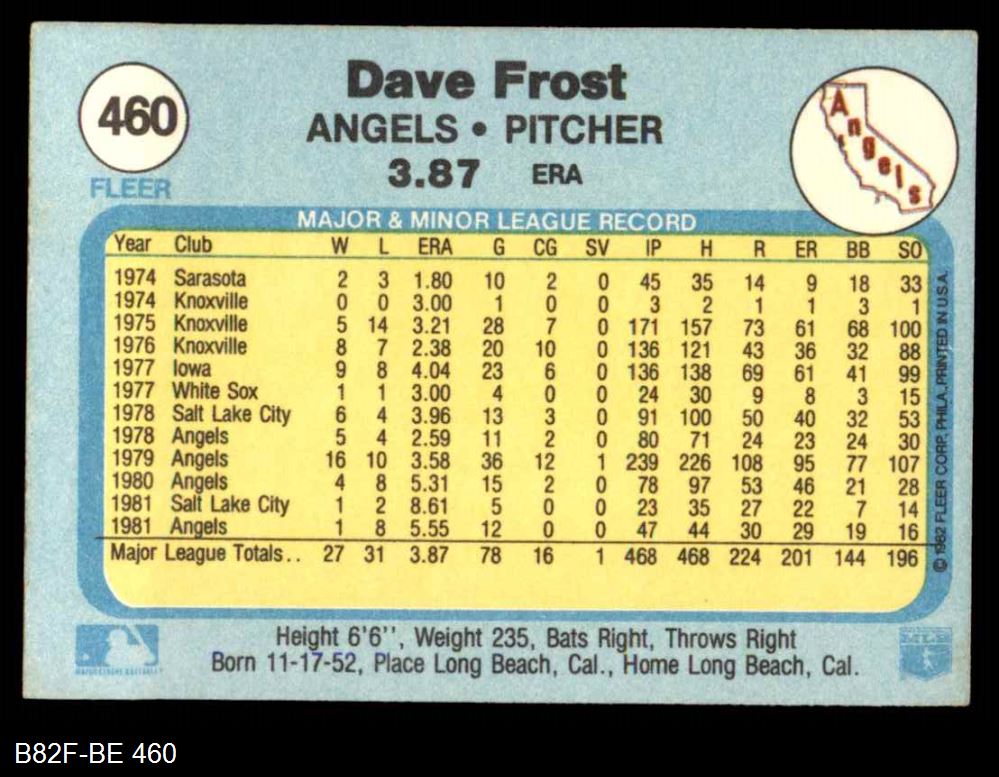 Dave Frost
460
ANGELS • PITCHER
3.87 ERA
FLEER
Angels
MAJOR & MINOR LEAGUE RECORD
Year Club W L ERA G CG SV IP H R ER BB SO
1974 Sarasota 2 3 1.80 10 2 0 45 35 14 9 18 33
1974 Knoxville 0 0 3.00 1 0 0 3 2 1 1 3 1
1975 Knoxville 5 14 3.21 28 7 0 171 157 73 61 68 100
1976 Knoxville 8 7 2.38 20 10 0 136 121 43 36 32 88
1977 Iowa 9 8 4.04 23 6 0 136 138 69 61 41 99
1977 White Sox 1 1 3.00 4 0 0 24 30 9 8 3 15
1978 Salt Lake City 6 4 3.96 13 3 0 91 100 50 40 32 53
1978 Angels 5 4 2.59 11 2 0 80 71 24 23 24 30
1979 Angels 16 10 3.58 36 12 1 239 226 108 95 77 107
1980 Angels 4 8 5.31 15 2 0 78 97 53 46 21 28
1981 Salt Lake City 1 2 8.61 5 0 0 23 35 27 22 7 14
1981 Angels 1 8 5.55 12 0 0 47 44 30 29 19 16
Major League Totals.. 27 31 3.87 78 16 1 468 468 224 201 144 196
© 1982 FLEER CORP. PHILA. PRINTED IN U.S.A.
Height 6'6'', Weight 235, Bats Right, Throws Right
Born 11-17-52, Place Long Beach, Cal., Home Long Beach, Cal.
MAJOR LEAGUE BASEBALL
MLB
B82F-BE 460